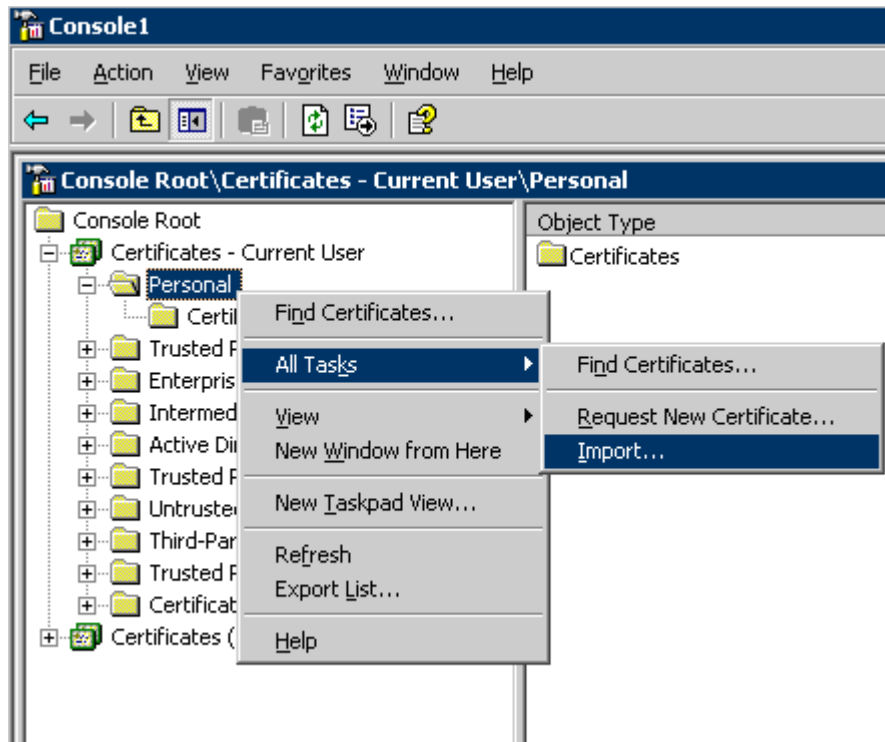 Console1
File Action View Favorites Window Help
Console Root\Certificates - Current User\Personal
Console Root
Certificates - Current User
Personal
Certil
Trusted
Enterpris
Intermed
Active Di
Trusted
Untruste
Third-Par
Trusted
Certificat
Certificates (
Object Type
Certificates
Find Certificates...
All Tasks
View
New Window from Here
New Taskpad View...
Refresh
Export List...
Help
Find Certificates...
Request New Certificate...
Import...